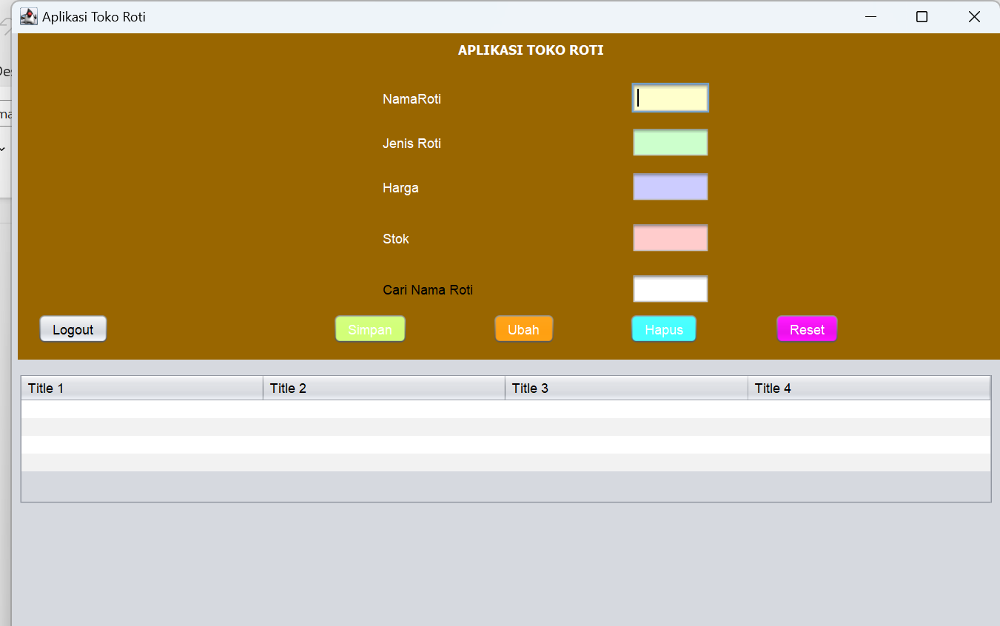 Aplikasi Toko Roti
APLIKASI TOKO ROTI
NamaRoti
Jenis Roti
Harga
Stok
Cari Nama Roti
Logout Simpan Ubah Hapus Reset
Title 1 Title 2 Title 3 Title 4